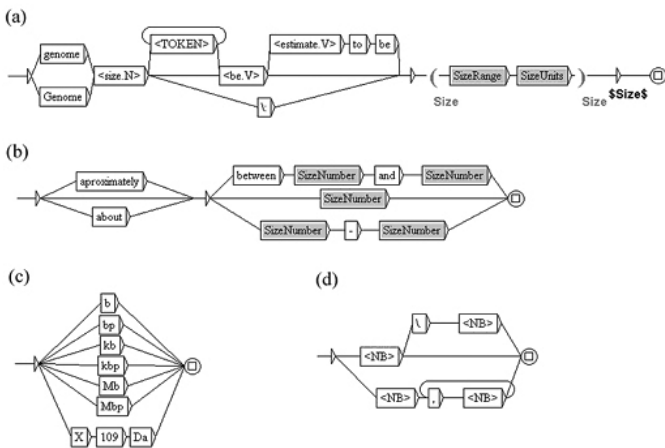 (a)
<TOKEN> <estimate.V> to be
genome
<size.N> <be.V> ( SizeRange SizeUnits )
Genome
\:
Size Size $Size$
(b)
between SizeNumber and SizeNumber
aproximately
SizeNumber
about
SizeNumber - SizeNumber
(c)
b
bp
kb
kbp
Mb
Mbp
X 109 Da
(d)
<NB>
<NB>
<NB> , <NB>